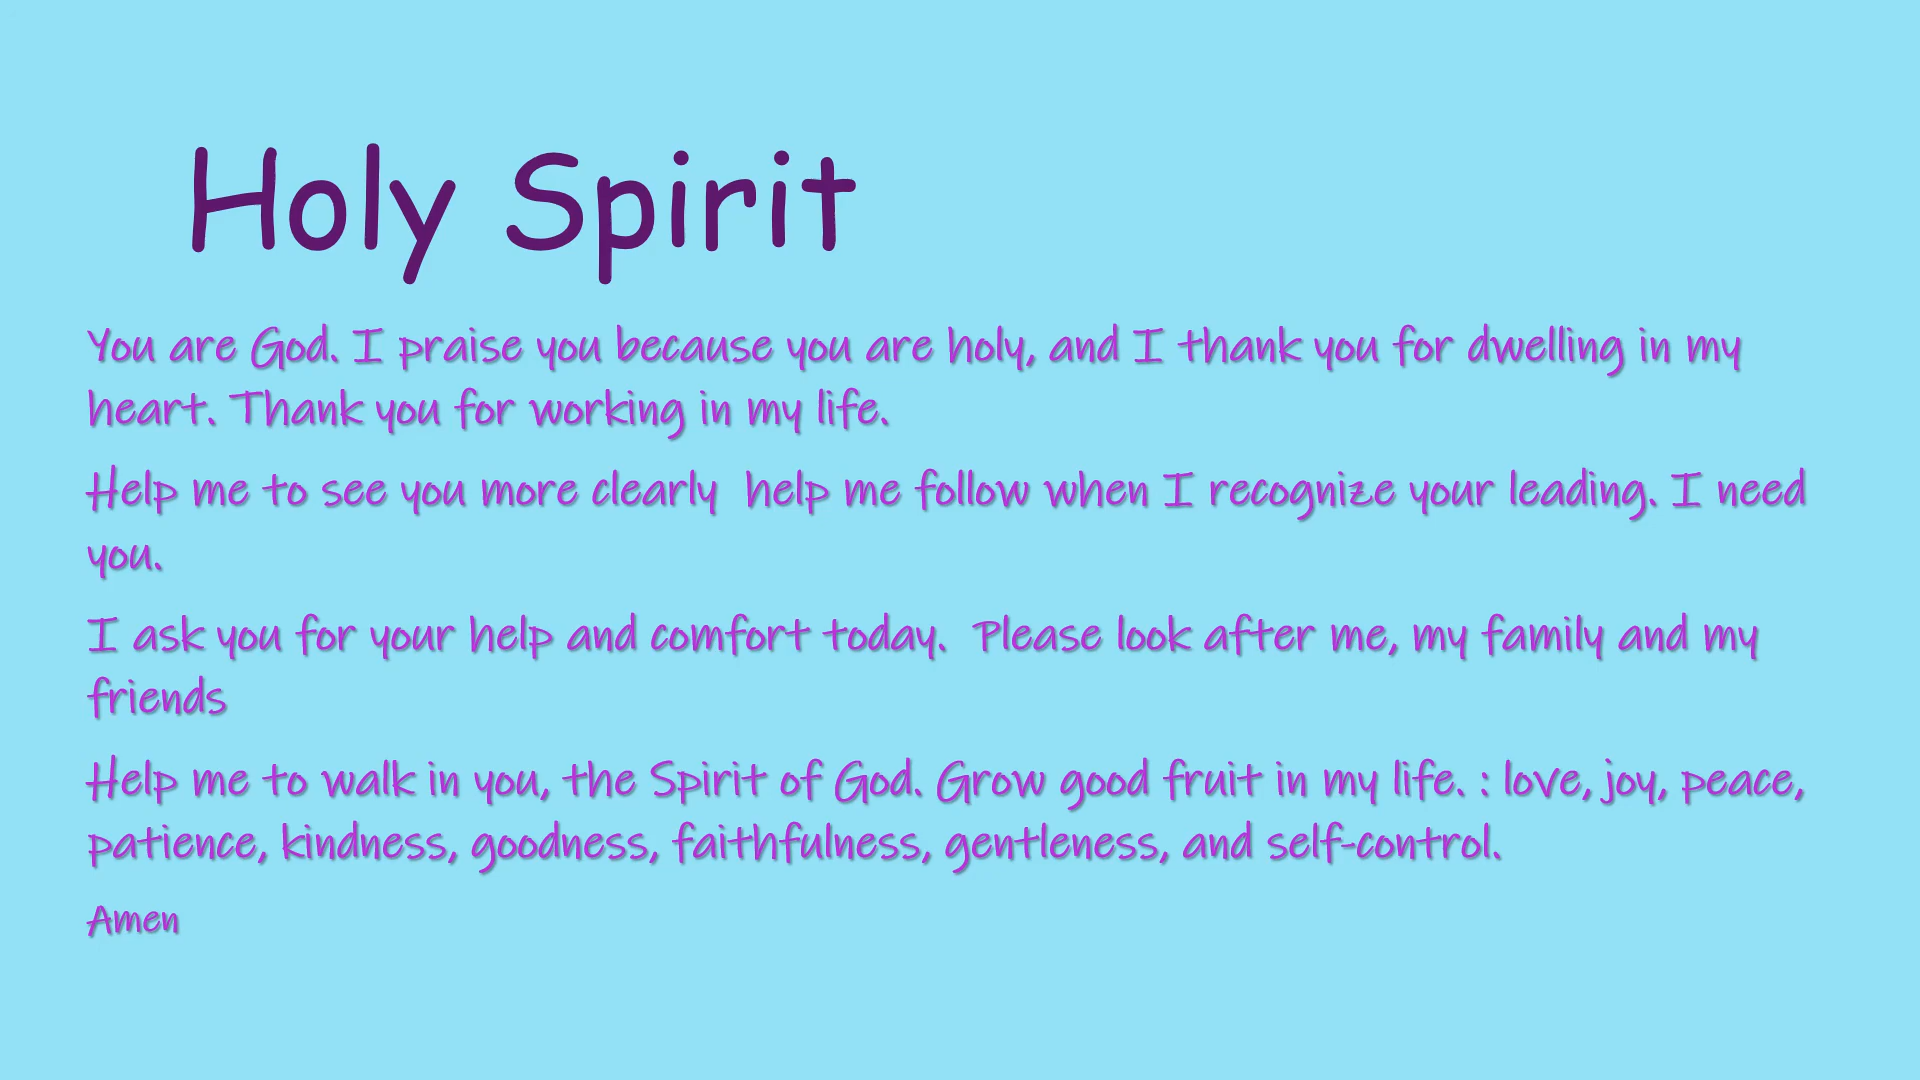 Holy Spirit
You are God. I praise you because you are holy, and I thank you for dwelling in my
heart. Thank you for working in my life.
Help me to see you more clearly  help me follow when I recognize your leading. I need
you.
I ask you for your help and comfort today.  Please look after me, my family and my
friends
Help me to walk in you, the Spirit of God. Grow good fruit in my life. : love, joy, peace,
patience, kindness, goodness, faithfulness, gentleness, and self-control.
Amen